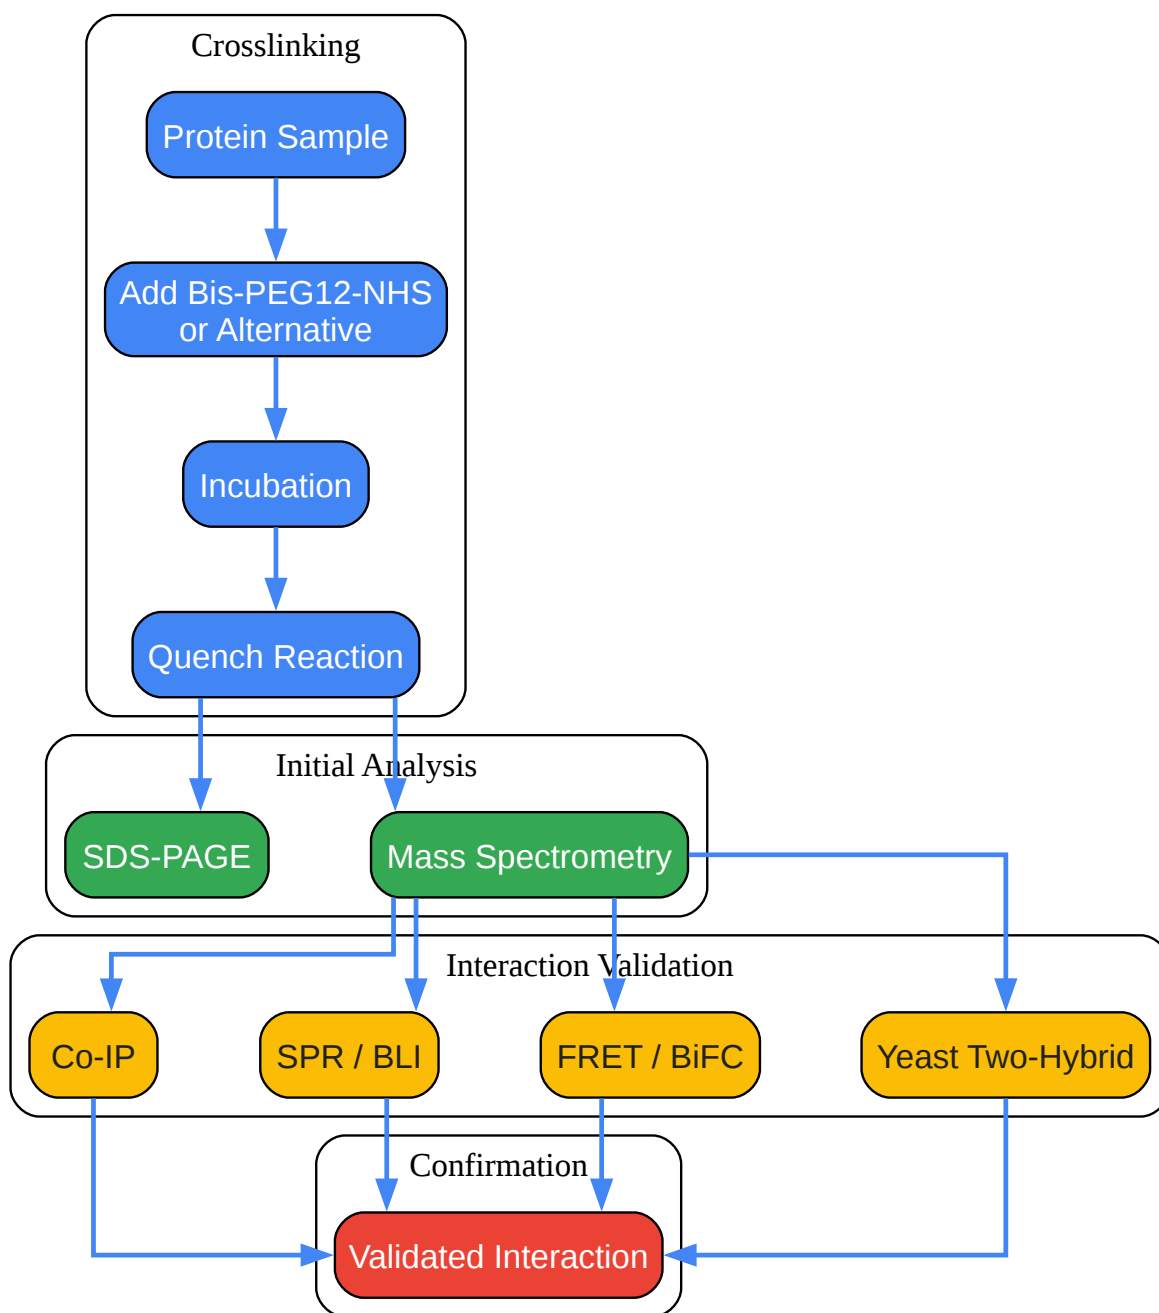 Crosslinking
Protein Sample
Add Bis-PEG12-NHS
or Alternative
Incubation
Quench Reaction
Initial Analysis
SDS-PAGE
Mass Spectrometry
Interaction Validation
Co-IP
SPR / BLI
FRET / BiFC
Yeast Two-Hybrid
Confirmation
Validated Interaction